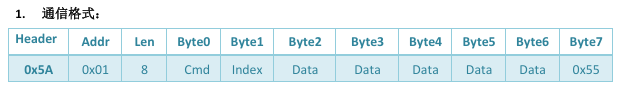 1. 通信格式：
Header Addr Len Byte0 Byte1 Byte2 Byte3 Byte4 Byte5 Byte6 Byte7
0x5A 0x01 8 Cmd Index Data Data Data Data Data 0x55